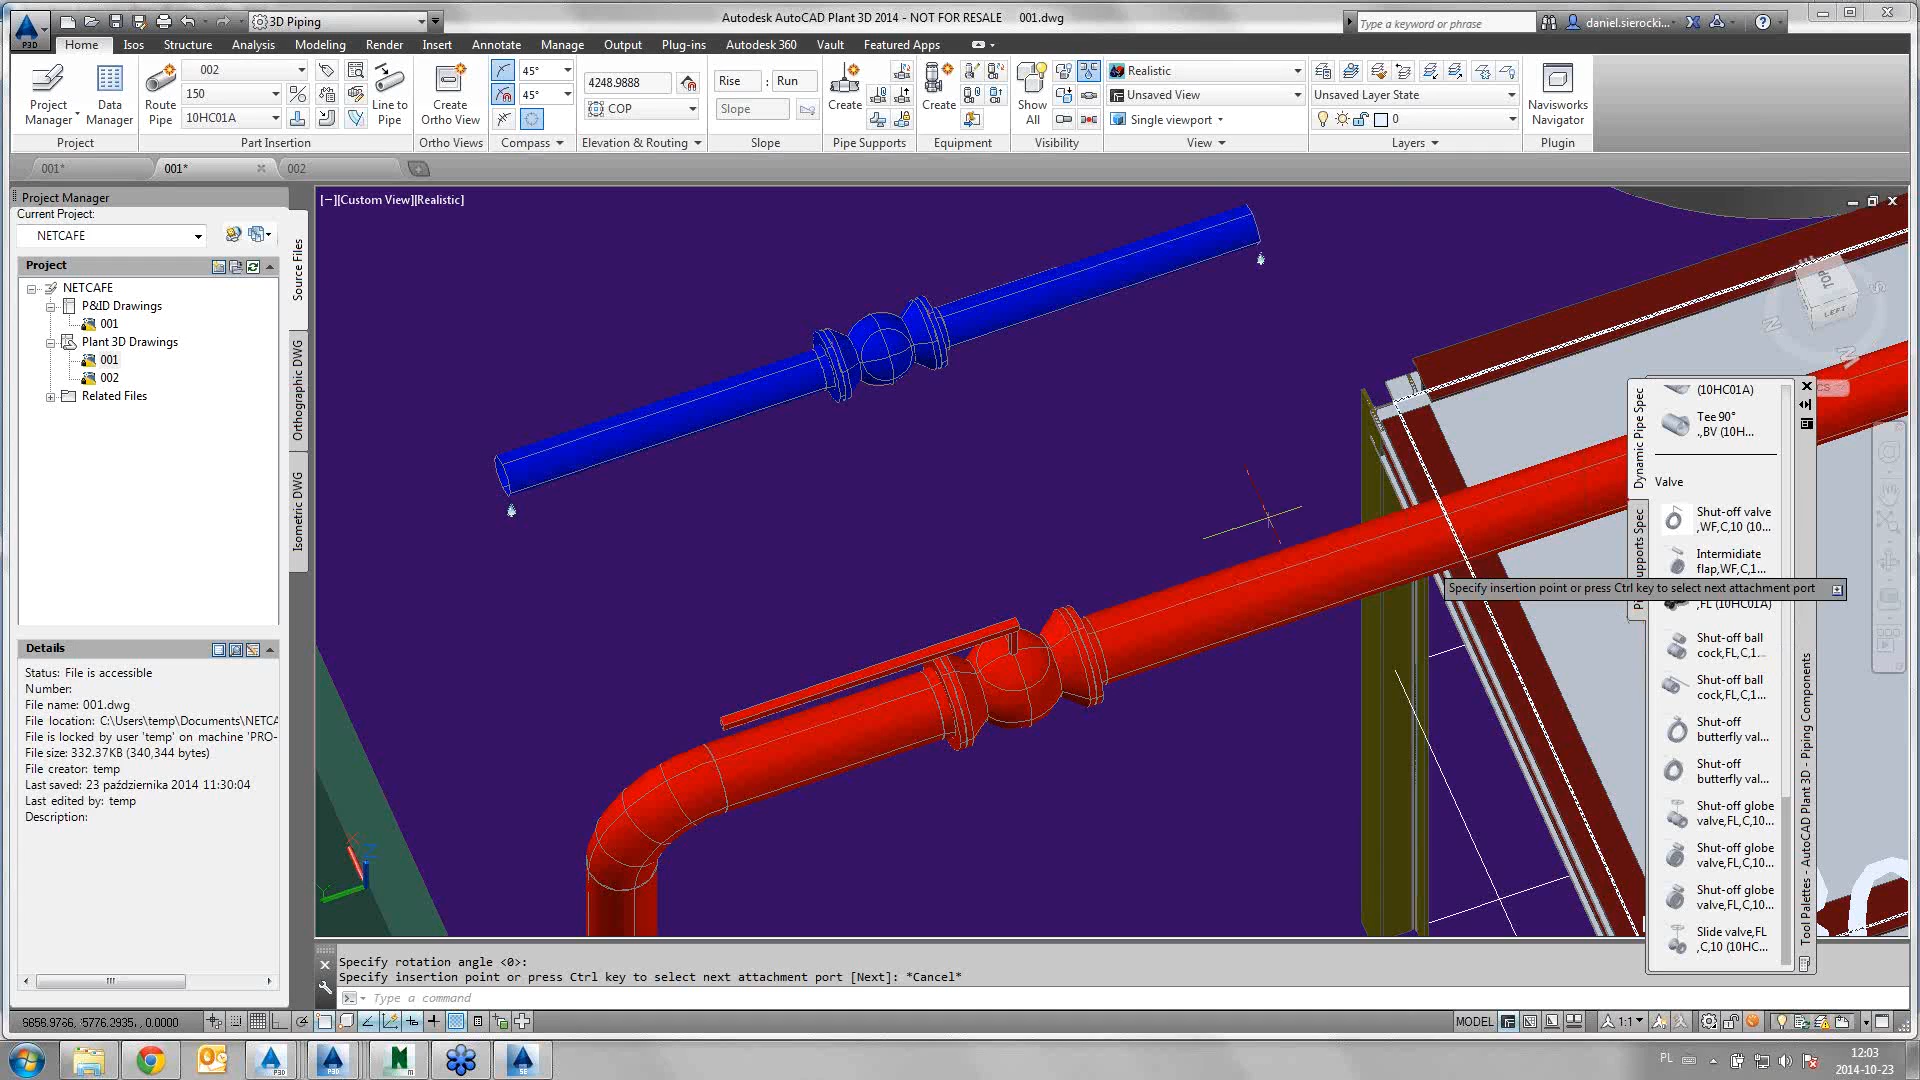 3D Piping
Autodesk AutoCAD Plant 3D 2014 - NOT FOR RESALE 001.dwg
Type a keyword or phrase
daniel.sierocki...
P3D
Home Isos Structure Analysis Modeling Render Insert Annotate Manage Output Plug-ins Autodesk 360 Vault Featured Apps
Project Manager
Data Manager
Project
Route Pipe
002
150
10HC01A
Line to Pipe
Part Insertion
Create Ortho View
Ortho Views
45°
45°
Compass
4248.9888
COP
Elevation & Routing
Rise : Run
Slope
Slope
Create
Pipe Supports
Create
Equipment
Show All
Visibility
Realistic
Unsaved View
Single viewport
View
Unsaved Layer State
0
Layers
Navisworks Navigator
Plugin
001*
001*
002
Project Manager
Current Project:
NETCAFE
Project
NETCAFE
P&ID Drawings
001
Plant 3D Drawings
001
002
Related Files
Source Files
Orthographic DWG
Isometric DWG
Details
Status: File is accessible
Number:
File name: 001.dwg
File location: C:\Users\temp\Documents\NETCA
File is locked by user 'temp' on machine 'PRO-
File size: 332.37KB (340,344 bytes)
File creator: temp
Last saved: 23 października 2014 11:30:04
Last edited by: temp
Description:
[−][Custom View][Realistic]
TOP
LEFT
N
S
W
(10HC01A)
Tee 90°
.,BV (10H...
Valve
Shut-off valve
,WF,C,10 (10...
Intermidiate
flap,WF,C,1...
,FL (10HC01A)
Shut-off ball
cock,FL,C,1...
Shut-off ball
cock,FL,C,1...
Shut-off
butterfly val...
Shut-off
butterfly val...
Shut-off globe
valve,FL,C,10...
Shut-off globe
valve,FL,C,10...
Shut-off globe
valve,FL,C,10...
Slide valve,FL
,C,10 (10HC...
Dynamic Pipe Spec
Tool Palettes - AutoCAD Plant 3D - Piping Components
Specify insertion point or press Ctrl key to select next attachment port
Specify rotation angle <0>:
Specify insertion point or press Ctrl key to select next attachment port [Next]: *Cancel*
Type a command
MODEL
1:1
PL
12:03
2014-10-23